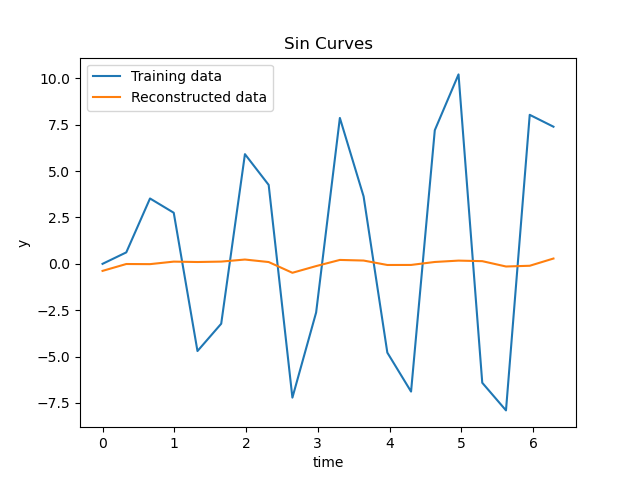 Sin Curves
Training data
Reconstructed data
10.0
7.5
5.0
2.5
0.0
−2.5
−5.0
−7.5
y
0 1 2 3 4 5 6
time